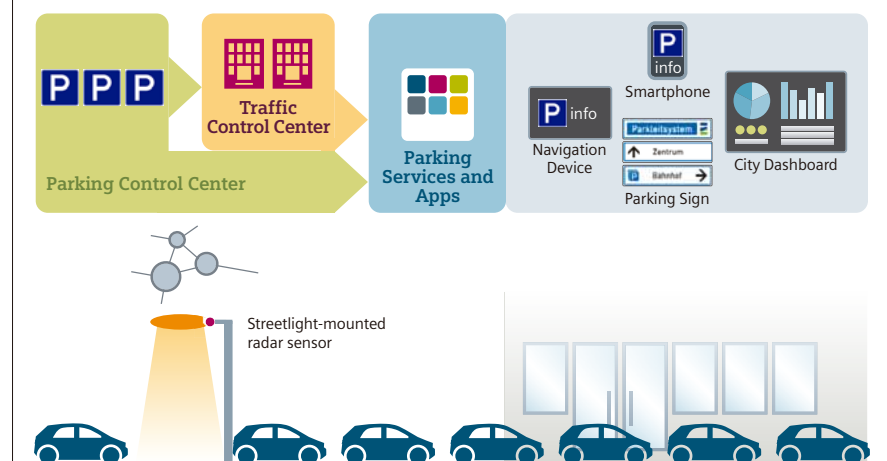 P P P
Traffic
Control Center
Parking Control Center
Parking
Services and
Apps
P info
Navigation
Device
P
info
Smartphone
Parkleitsystem
Zentrum
P Bahnhof
Parking Sign
City Dashboard
Streetlight-mounted
radar sensor